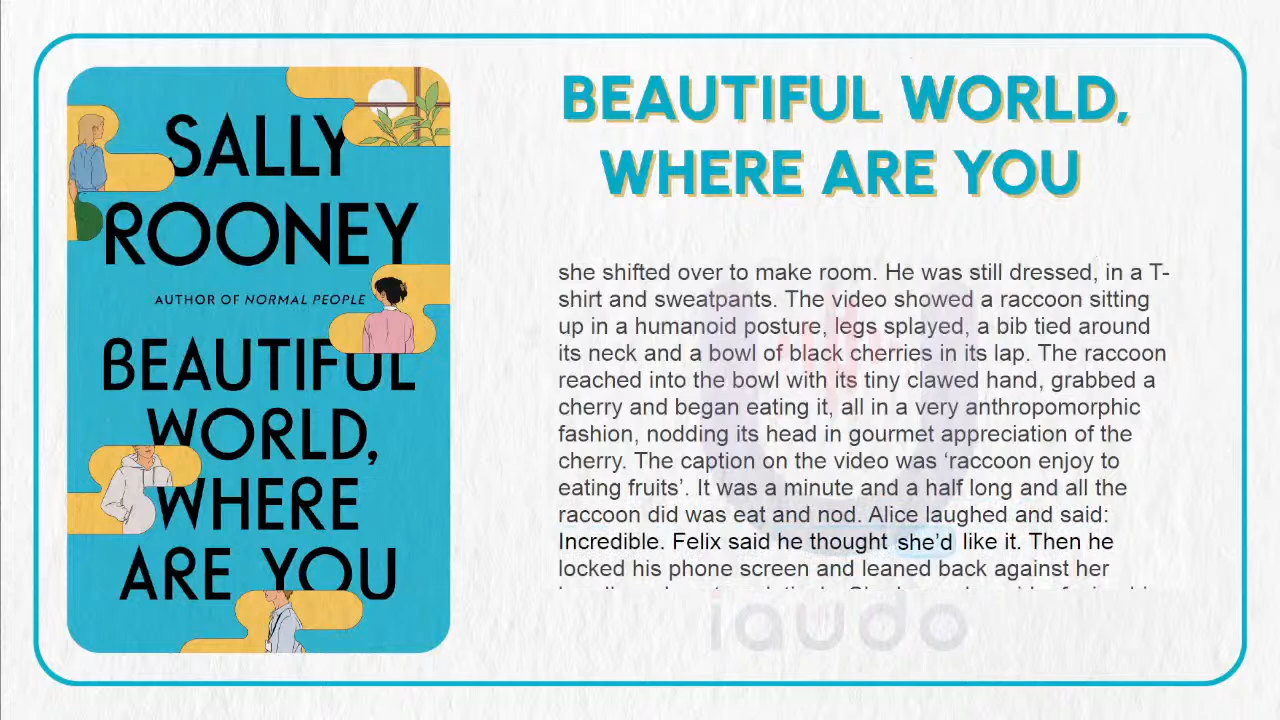 SALLY
ROONEY
AUTHOR OF NORMAL PEOPLE
BEAUTIFUL
WORLD,
WHERE
ARE YOU
BEAUTIFUL WORLD,
WHERE ARE YOU
she shifted over to make room. He was still dressed, in a T-
shirt and sweatpants. The video showed a raccoon sitting
up in a humanoid posture, legs splayed, a bib tied around
its neck and a bowl of black cherries in its lap. The raccoon
reached into the bowl with its tiny clawed hand, grabbed a
cherry and began eating it, all in a very anthropomorphic
fashion, nodding its head in gourmet appreciation of the
cherry. The caption on the video was ‘raccoon enjoy to
eating fruits’. It was a minute and a half long and all the
raccoon did was eat and nod. Alice laughed and said:
Incredible. Felix said he thought she’d like it. Then he
locked his phone screen and leaned back against her
iaudo